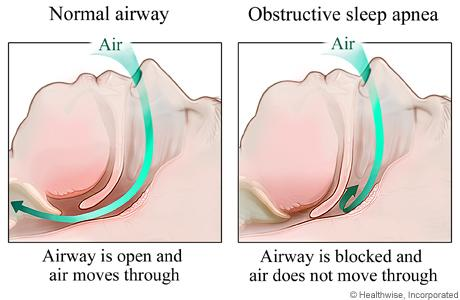 Normal airway
Air
Airway is open and
air moves through
Obstructive sleep apnea
Air
Airway is blocked and
air does not move through
© Healthwise, Incorporated